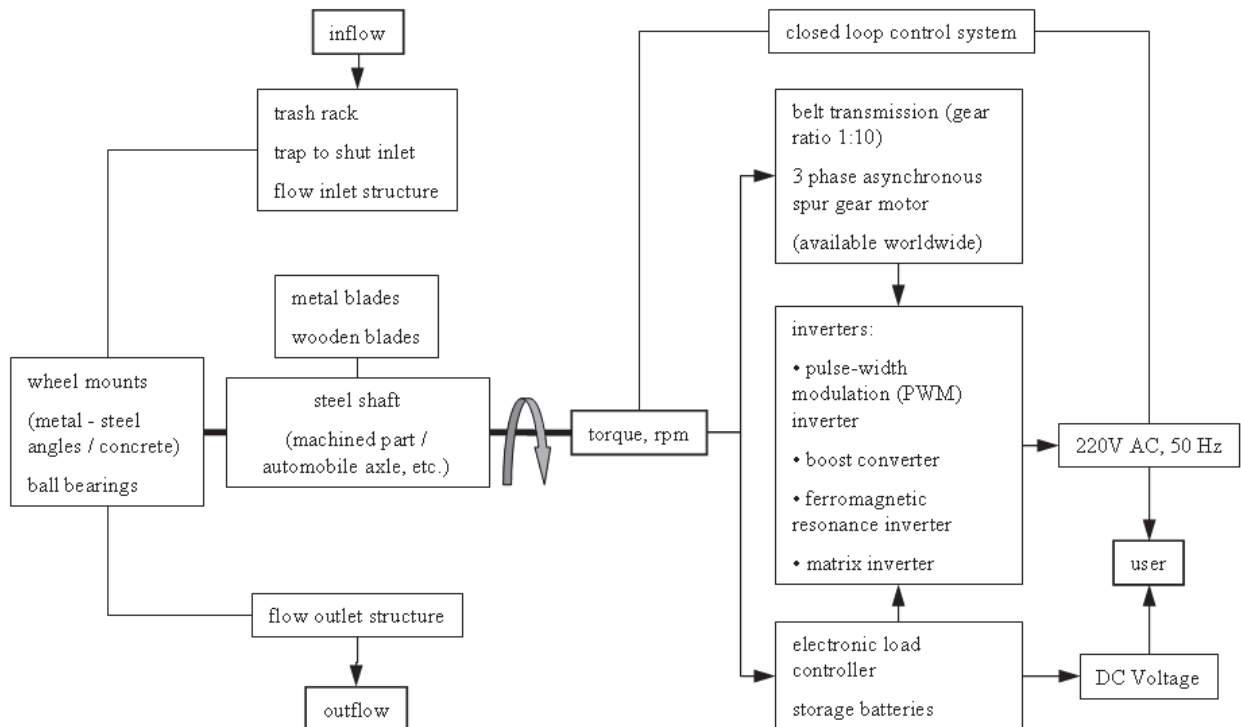 inflow
trash rack
trap to shut inlet
flow inlet structure
metal blades
wooden blades
wheel mounts
(metal - steel
angles / concrete)
ball bearings
steel shaft
(machined part /
automobile axle, etc.)
flow outlet structure
outflow
torque, rpm
closed loop control system
belt transmission (gear
ratio 1:10)
3 phase asynchronous
spur gear motor
(available worldwide)
inverters:
• pulse-width
modulation (PWM)
inverter
• boost converter
• ferromagnetic
resonance inverter
• matrix inverter
electronic load
controller
storage batteries
220V AC, 50 Hz
user
DC Voltage